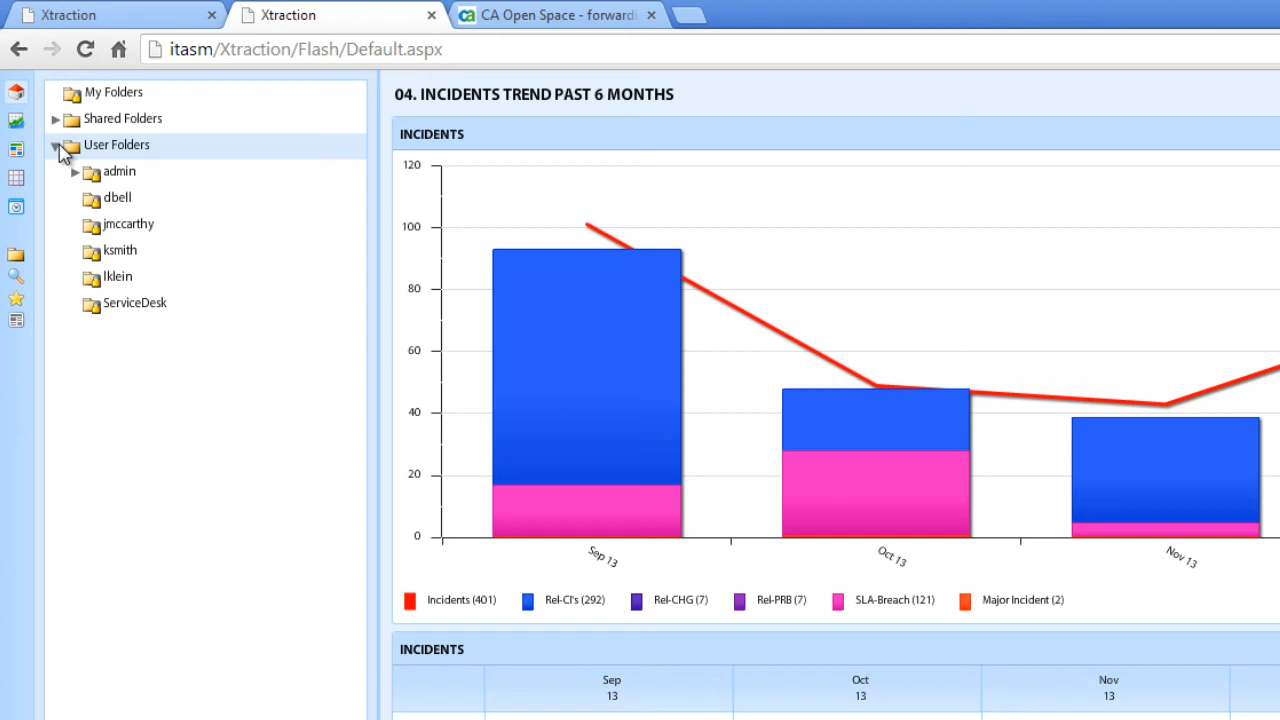 Xtraction
Xtraction
CA Open Space - forwardi
itasm/Xtraction/Flash/Default.aspx
My Folders
Shared Folders
User Folders
admin
dbell
jmccarthy
ksmith
lklein
ServiceDesk
04. INCIDENTS TREND PAST 6 MONTHS
INCIDENTS
120
100
80
60
40
20
0
Sep 13
Oct 13
Nov 13
Incidents (401)
Rel-CI's (292)
Rel-CHG (7)
Rel-PRB (7)
SLA-Breach (121)
Major Incident (2)
INCIDENTS
Sep
13
Oct
13
Nov
13